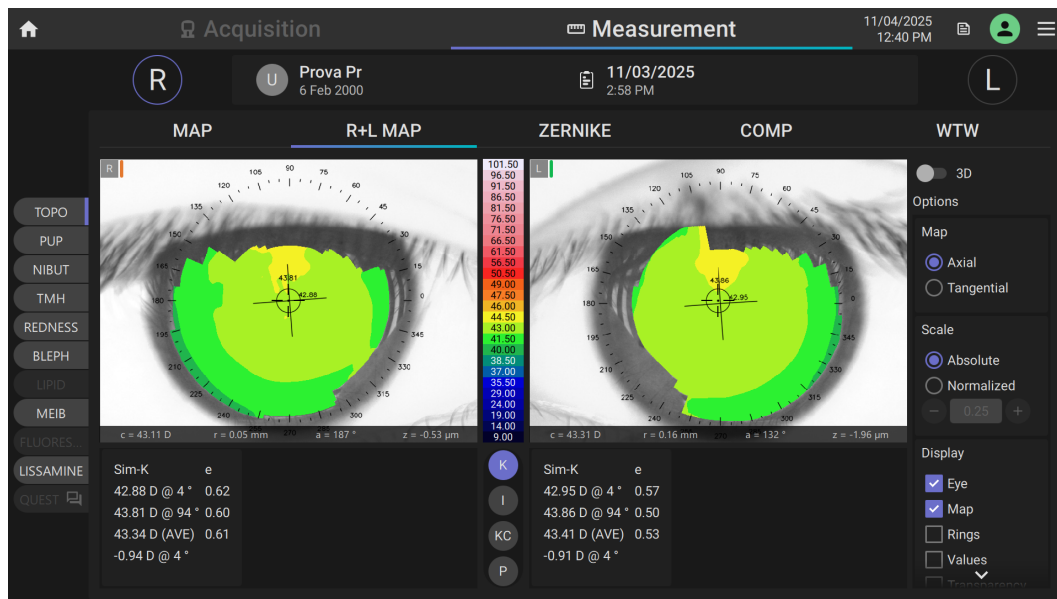 Acquisition
Measurement
11/04/2025
12:40 PM
R
U
Prova Pr
6 Feb 2000
11/03/2025
2:58 PM
L
MAP
R+L MAP
ZERNIKE
COMP
WTW
TOPO
PUP
NIBUT
TMH
REDNESS
BLEPH
LIPID
MEIB
FLUORES...
LISSAMINE
QUEST
R
105
90
75
120
60
135
45
150
30
165
15
180
0
195
345
210
330
225
315
240
300
270
43.81
42.88
c = 43.11 D r = 0.05 mm a = 187 ° z = -0.53 µm
101.50
96.50
91.50
86.50
81.50
76.50
71.50
66.50
61.50
56.50
50.50
49.00
47.50
46.00
44.50
43.00
41.50
40.00
38.50
37.00
35.50
29.00
24.00
19.00
14.00
9.00
L
105
90
75
120
60
135
45
150
30
165
15
180
0
195
345
210
330
225
315
240
300
270
43.86
42.95
c = 43.31 D r = 0.16 mm a = 132 ° z = -1.96 µm
Sim-K e
42.88 D @ 4 ° 0.62
43.81 D @ 94 ° 0.60
43.34 D (AVE) 0.61
-0.94 D @ 4 °
K
I
KC
P
Sim-K e
42.95 D @ 4 ° 0.57
43.86 D @ 94 ° 0.50
43.41 D (AVE) 0.53
-0.91 D @ 4 °
3D
Options
Map
Axial
Tangential
Scale
Absolute
Normalized
− 0.25 +
Display
Eye
Map
Rings
Values
Transparency